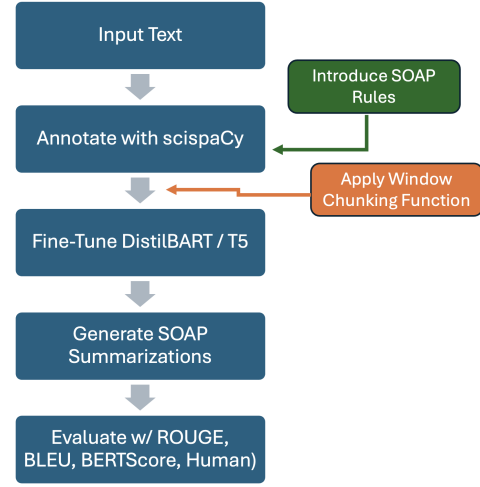 Input Text
Introduce SOAP
Rules
Annotate with scispaCy
Apply Window
Chunking Function
Fine-Tune DistilBART / T5
Generate SOAP
Summarizations
Evaluate w/ ROUGE,
BLEU, BERTScore, Human)